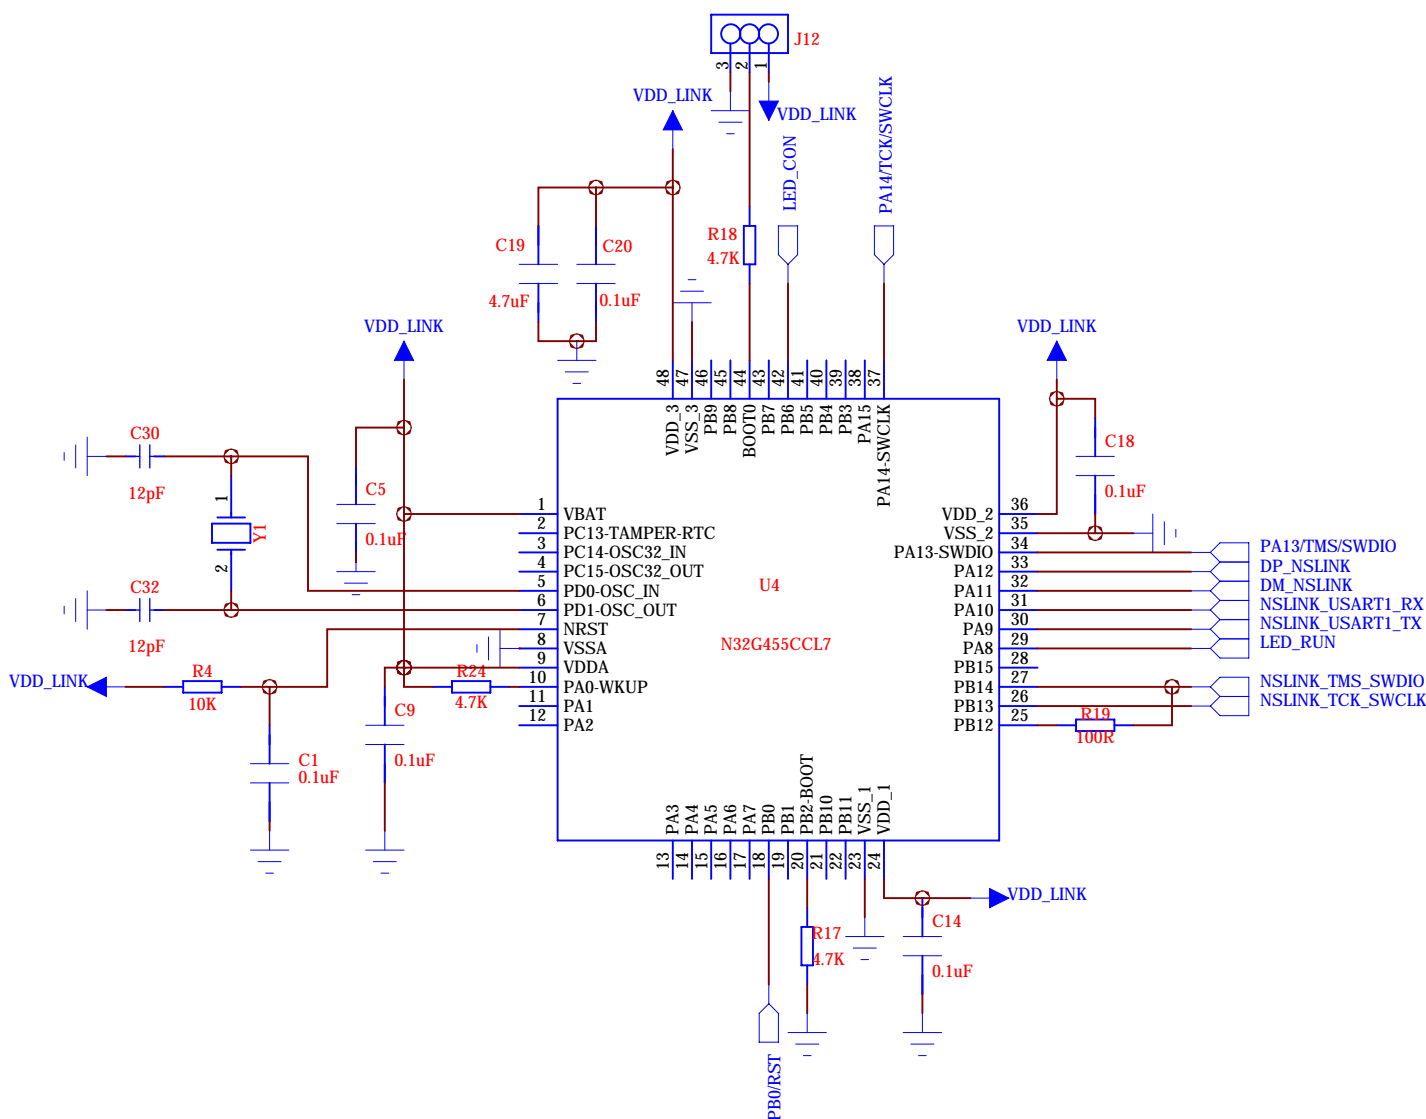 J12
3
2
1
VDD_LINK
VDD_LINK
LED_CON
PA14/TCK/SWCLK
C19
4.7uF
C20
0.1uF
R18
4.7K
VDD_LINK
VDD_LINK
48
47
46
45
44
43
42
41
40
39
38
37
VDD_3
VSS_3
PB9
PB8
BOOT0
PB7
PB6
PB5
PB4
PB3
PA15
PA14-SWCLK
C30
12pF
C5
0.1uF
C18
0.1uF
1
Y1
2
C32
12pF
1 VBAT
2 PC13-TAMPER-RTC
3 PC14-OSC32_IN
4 PC15-OSC32_OUT
5 PD0-OSC_IN
6 PD1-OSC_OUT
7 NRST
8 VSSA
9 VDDA
10 PA0-WKUP
11 PA1
12 PA2
U4
N32G455CCL7
VDD_2 36
VSS_2 35
PA13-SWDIO 34
PA12 33
PA11 32
PA10 31
PA9 30
PA8 29
PB15 28
PB14 27
PB13 26
PB12 25
PA13/TMS/SWDIO
DP_NSLINK
DM_NSLINK
NSLINK_USART1_RX
NSLINK_USART1_TX
LED_RUN
NSLINK_TMS_SWDIO
NSLINK_TCK_SWCLK
R19
100R
VDD_LINK
R4
10K
R24
4.7K
C9
0.1uF
C1
0.1uF
PA3
PA4
PA5
PA6
PA7
PB0
PB1
PB2-BOOT
PB10
PB11
VSS_1
VDD_1
13
14
15
16
17
18
19
20
21
22
23
24
VDD_LINK
R17
4.7K
C14
0.1uF
PB0/RST